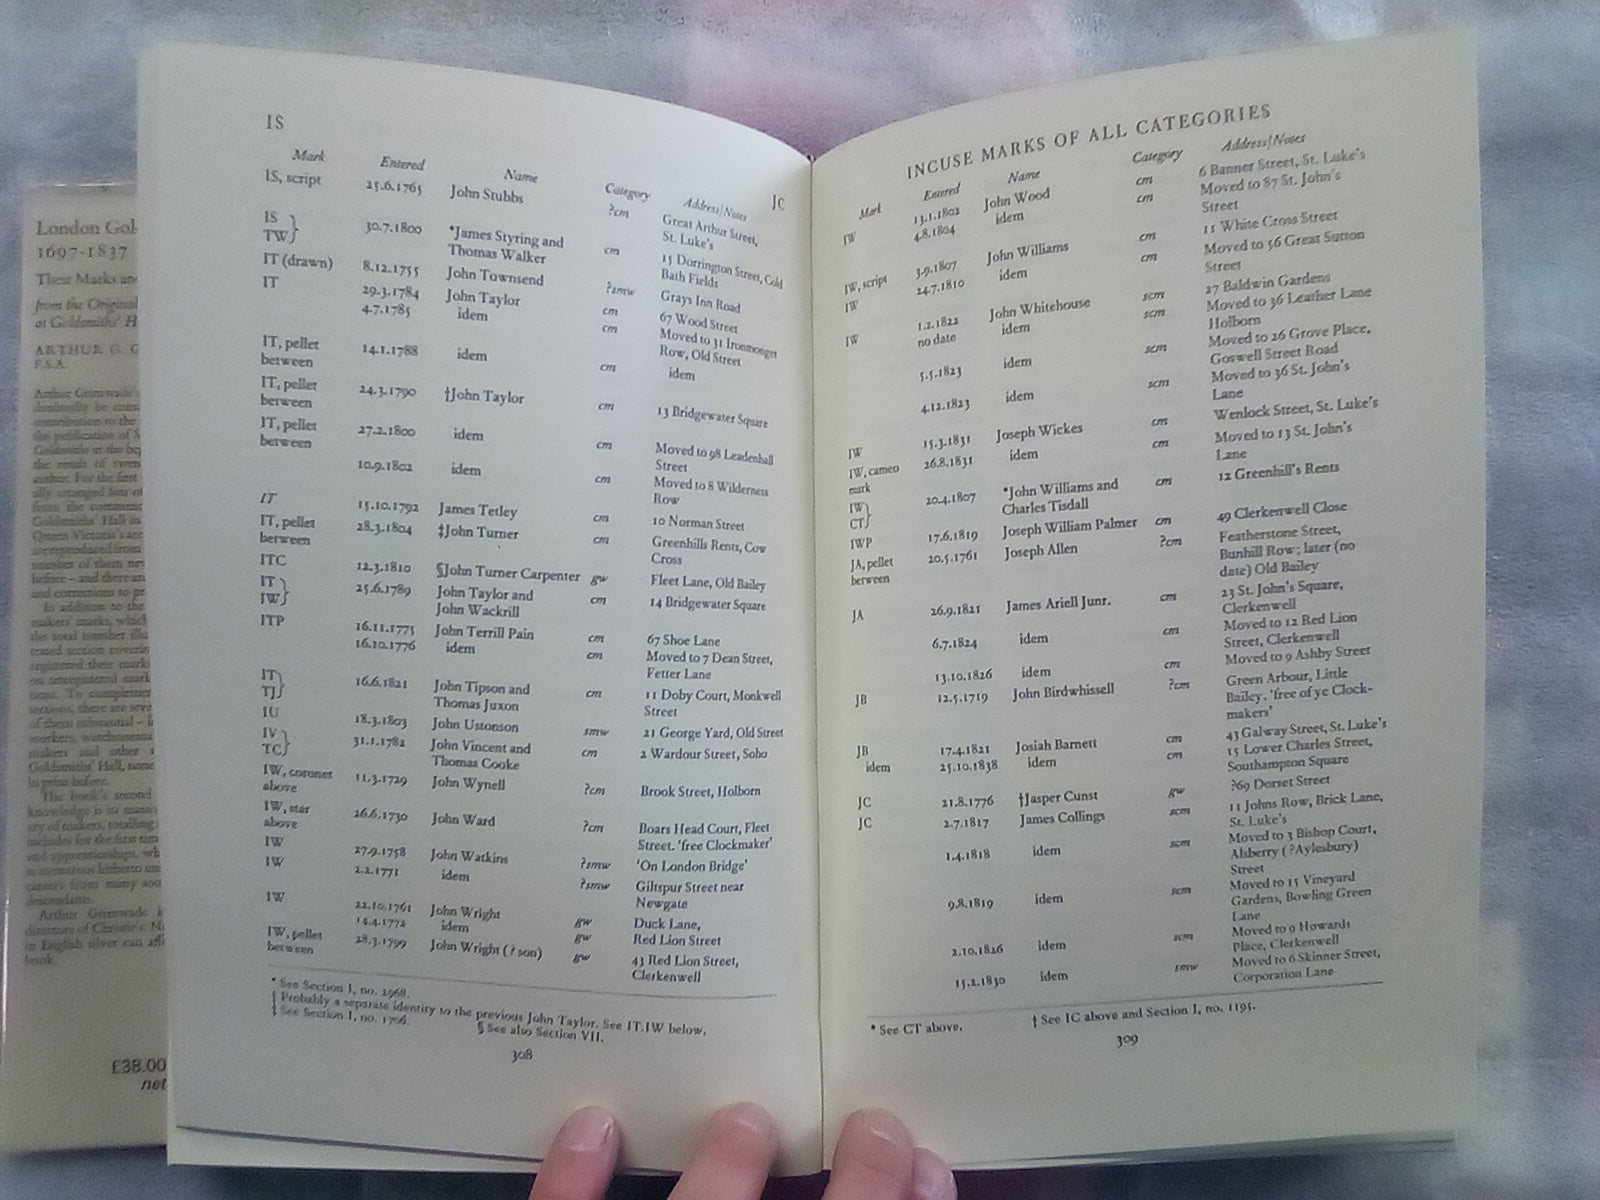 London Gol
1697-1837
Their Marks an
from the Original
at Goldsmiths' H
ARTHUR G. G
F.S.A.
£38.00
net
IS
JC
Mark Entered Name Category Address/Notes
IS, script 25.6.1765 John Stubbs ?cm Great Arthur Street,
St. Luke's
IS
TW} 30.7.1800 *James Styring and cm 15 Dorrington Street, Cold
Thomas Walker Bath Fields
IT (drawn) 8.12.1755 John Townsend ?smw Grays Inn Road
IT 29.3.1784 John Taylor cm 67 Wood Street
4.7.1785 idem cm Moved to 31 Ironmonger
Row, Old Street
IT, pellet 14.1.1788 idem cm idem
between
IT, pellet 24.3.1790 †John Taylor cm 13 Bridgewater Square
between
IT, pellet 27.2.1800 idem cm Moved to 98 Leadenhall
between Street
10.9.1802 idem cm Moved to 8 Wilderness
Row
IT 15.10.1792 James Tetley cm 10 Norman Street
IT, pellet 28.3.1804 ‡John Turner cm Greenhills Rents, Cow
between Cross
ITC 12.3.1810 §John Turner Carpenter gw Fleet Lane, Old Bailey
IT
IW} 25.6.1789 John Taylor and cm 14 Bridgewater Square
John Wackrill
ITP 16.11.1775 John Terrill Pain cm 67 Shoe Lane
16.10.1776 idem cm Moved to 7 Dean Street,
Fetter Lane
IT
TJ} 16.6.1821 John Tipson and cm 11 Doby Court, Monkwell
Thomas Juxon Street
IU 18.3.1803 John Ustonson smw 21 George Yard, Old Street
IV
TC} 31.1.1782 John Vincent and cm 2 Wardour Street, Soho
Thomas Cooke
IW, coronet 11.3.1729 John Wynell ?cm Brook Street, Holborn
above
IW, star 26.6.1730 John Ward ?cm Boars Head Court, Fleet
above Street. 'free Clockmaker'
IW 27.9.1758 John Watkins ?smw 'On London Bridge'
IW 2.2.1771 idem ?smw Giltspur Street near
Newgate
IW 22.10.1761 John Wright gw Duck Lane,
14.4.1772 idem gw Red Lion Street
IW, pellet 28.3.1799 John Wright (? son) gw 43 Red Lion Street,
between Clerkenwell
* See Section I, no. 2968.
† Probably a separate identity to the previous John Taylor. See IT.IW below.
‡ See Section I, no. 1706. § See also Section VII.
308
INCUSE MARKS OF ALL CATEGORIES
Mark Entered Name Category Address/Notes
IW 13.1.1802 John Wood cm 6 Banner Street, St. Luke's
4.8.1804 idem cm Moved to 87 St. John's
Street
IW, script 3.9.1807 John Williams cm 11 White Cross Street
IW 24.7.1810 idem cm Moved to 56 Great Sutton
Street
IW 1.2.1822 John Whitehouse scm 27 Baldwin Gardens
no date idem scm Moved to 36 Leather Lane
Holborn
5.5.1823 idem scm Moved to 26 Grove Place,
Goswell Street Road
4.12.1823 idem scm Moved to 36 St. John's
Lane
IW 15.3.1831 Joseph Wickes cm Wenlock Street, St. Luke's
IW, cameo 26.8.1831 idem cm Moved to 13 St. John's
mark Lane
IW
CT} 20.4.1807 *John Williams and cm 12 Greenhill's Rents
Charles Tisdall
IWP 17.6.1819 Joseph William Palmer cm 49 Clerkenwell Close
JA, pellet 20.5.1761 Joseph Allen ?cm Featherstone Street,
between Bunhill Row; later (no
date) Old Bailey
JA 26.9.1821 James Ariell Junr. cm 23 St. John's Square,
Clerkenwell
6.7.1824 idem cm Moved to 12 Red Lion
Street, Clerkenwell
13.10.1826 idem cm Moved to 9 Ashby Street
JB 12.5.1719 John Birdwhissell ?cm Green Arbour, Little
Bailey. 'free of ye Clock-
makers'
JB 17.4.1821 Josiah Barnett cm 43 Galway Street, St. Luke's
idem 25.10.1838 idem cm 15 Lower Charles Street,
Southampton Square
JC 21.8.1776 †Jasper Cunst gw ?69 Dorset Street
JC 2.7.1817 James Collings scm 11 Johns Row, Brick Lane,
St. Luke's
1.4.1818 idem scm Moved to 3 Bishop Court,
Alsberry (?Aylesbury)
Street
9.8.1819 idem scm Moved to 15 Vineyard
Gardens, Bowling Green
Lane
2.10.1826 idem scm Moved to 9 Howards
Place, Clerkenwell
15.2.1830 idem smw Moved to 6 Skinner Street,
Corporation Lane
* See CT above. † See IC above and Section I, no. 1195.
309